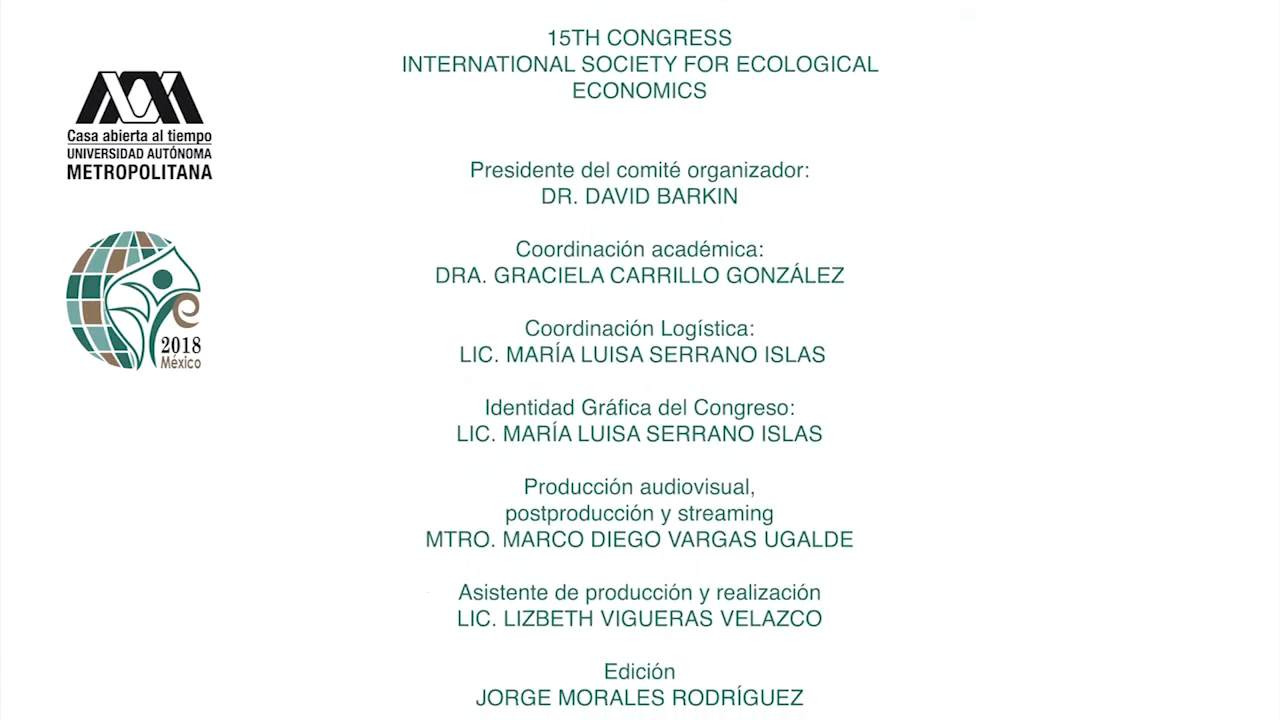 Casa abierta al tiempo
UNIVERSIDAD AUTÓNOMA
METROPOLITANA
2018
México
15TH CONGRESS
INTERNATIONAL SOCIETY FOR ECOLOGICAL
ECONOMICS
Presidente del comité organizador:
DR. DAVID BARKIN
Coordinación académica:
DRA. GRACIELA CARRILLO GONZÁLEZ
Coordinación Logística:
LIC. MARÍA LUISA SERRANO ISLAS
Identidad Gráfica del Congreso:
LIC. MARÍA LUISA SERRANO ISLAS
Producción audiovisual,
postproducción y streaming
MTRO. MARCO DIEGO VARGAS UGALDE
Asistente de producción y realización
LIC. LIZBETH VIGUERAS VELAZCO
Edición
JORGE MORALES RODRÍGUEZ